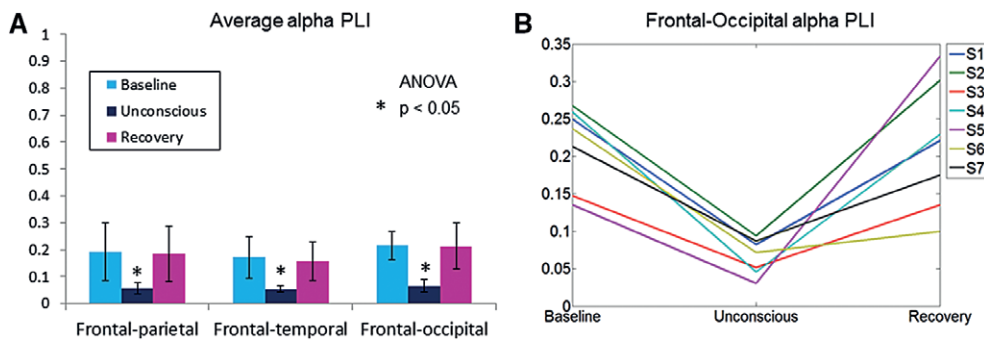 A
Average alpha PLI
1
0.9
0.8
0.7
0.6
0.5
0.4
0.3
0.2
0.1
0
Baseline
Unconscious
Recovery
ANOVA
* p < 0.05
*
*
*
Frontal-parietal
Frontal-temporal
Frontal-occipital
B
Frontal-Occipital alpha PLI
0.35
0.3
0.25
0.2
0.15
0.1
0.05
0
Baseline
Unconscious
Recovery
S1
S2
S3
S4
S5
S6
S7